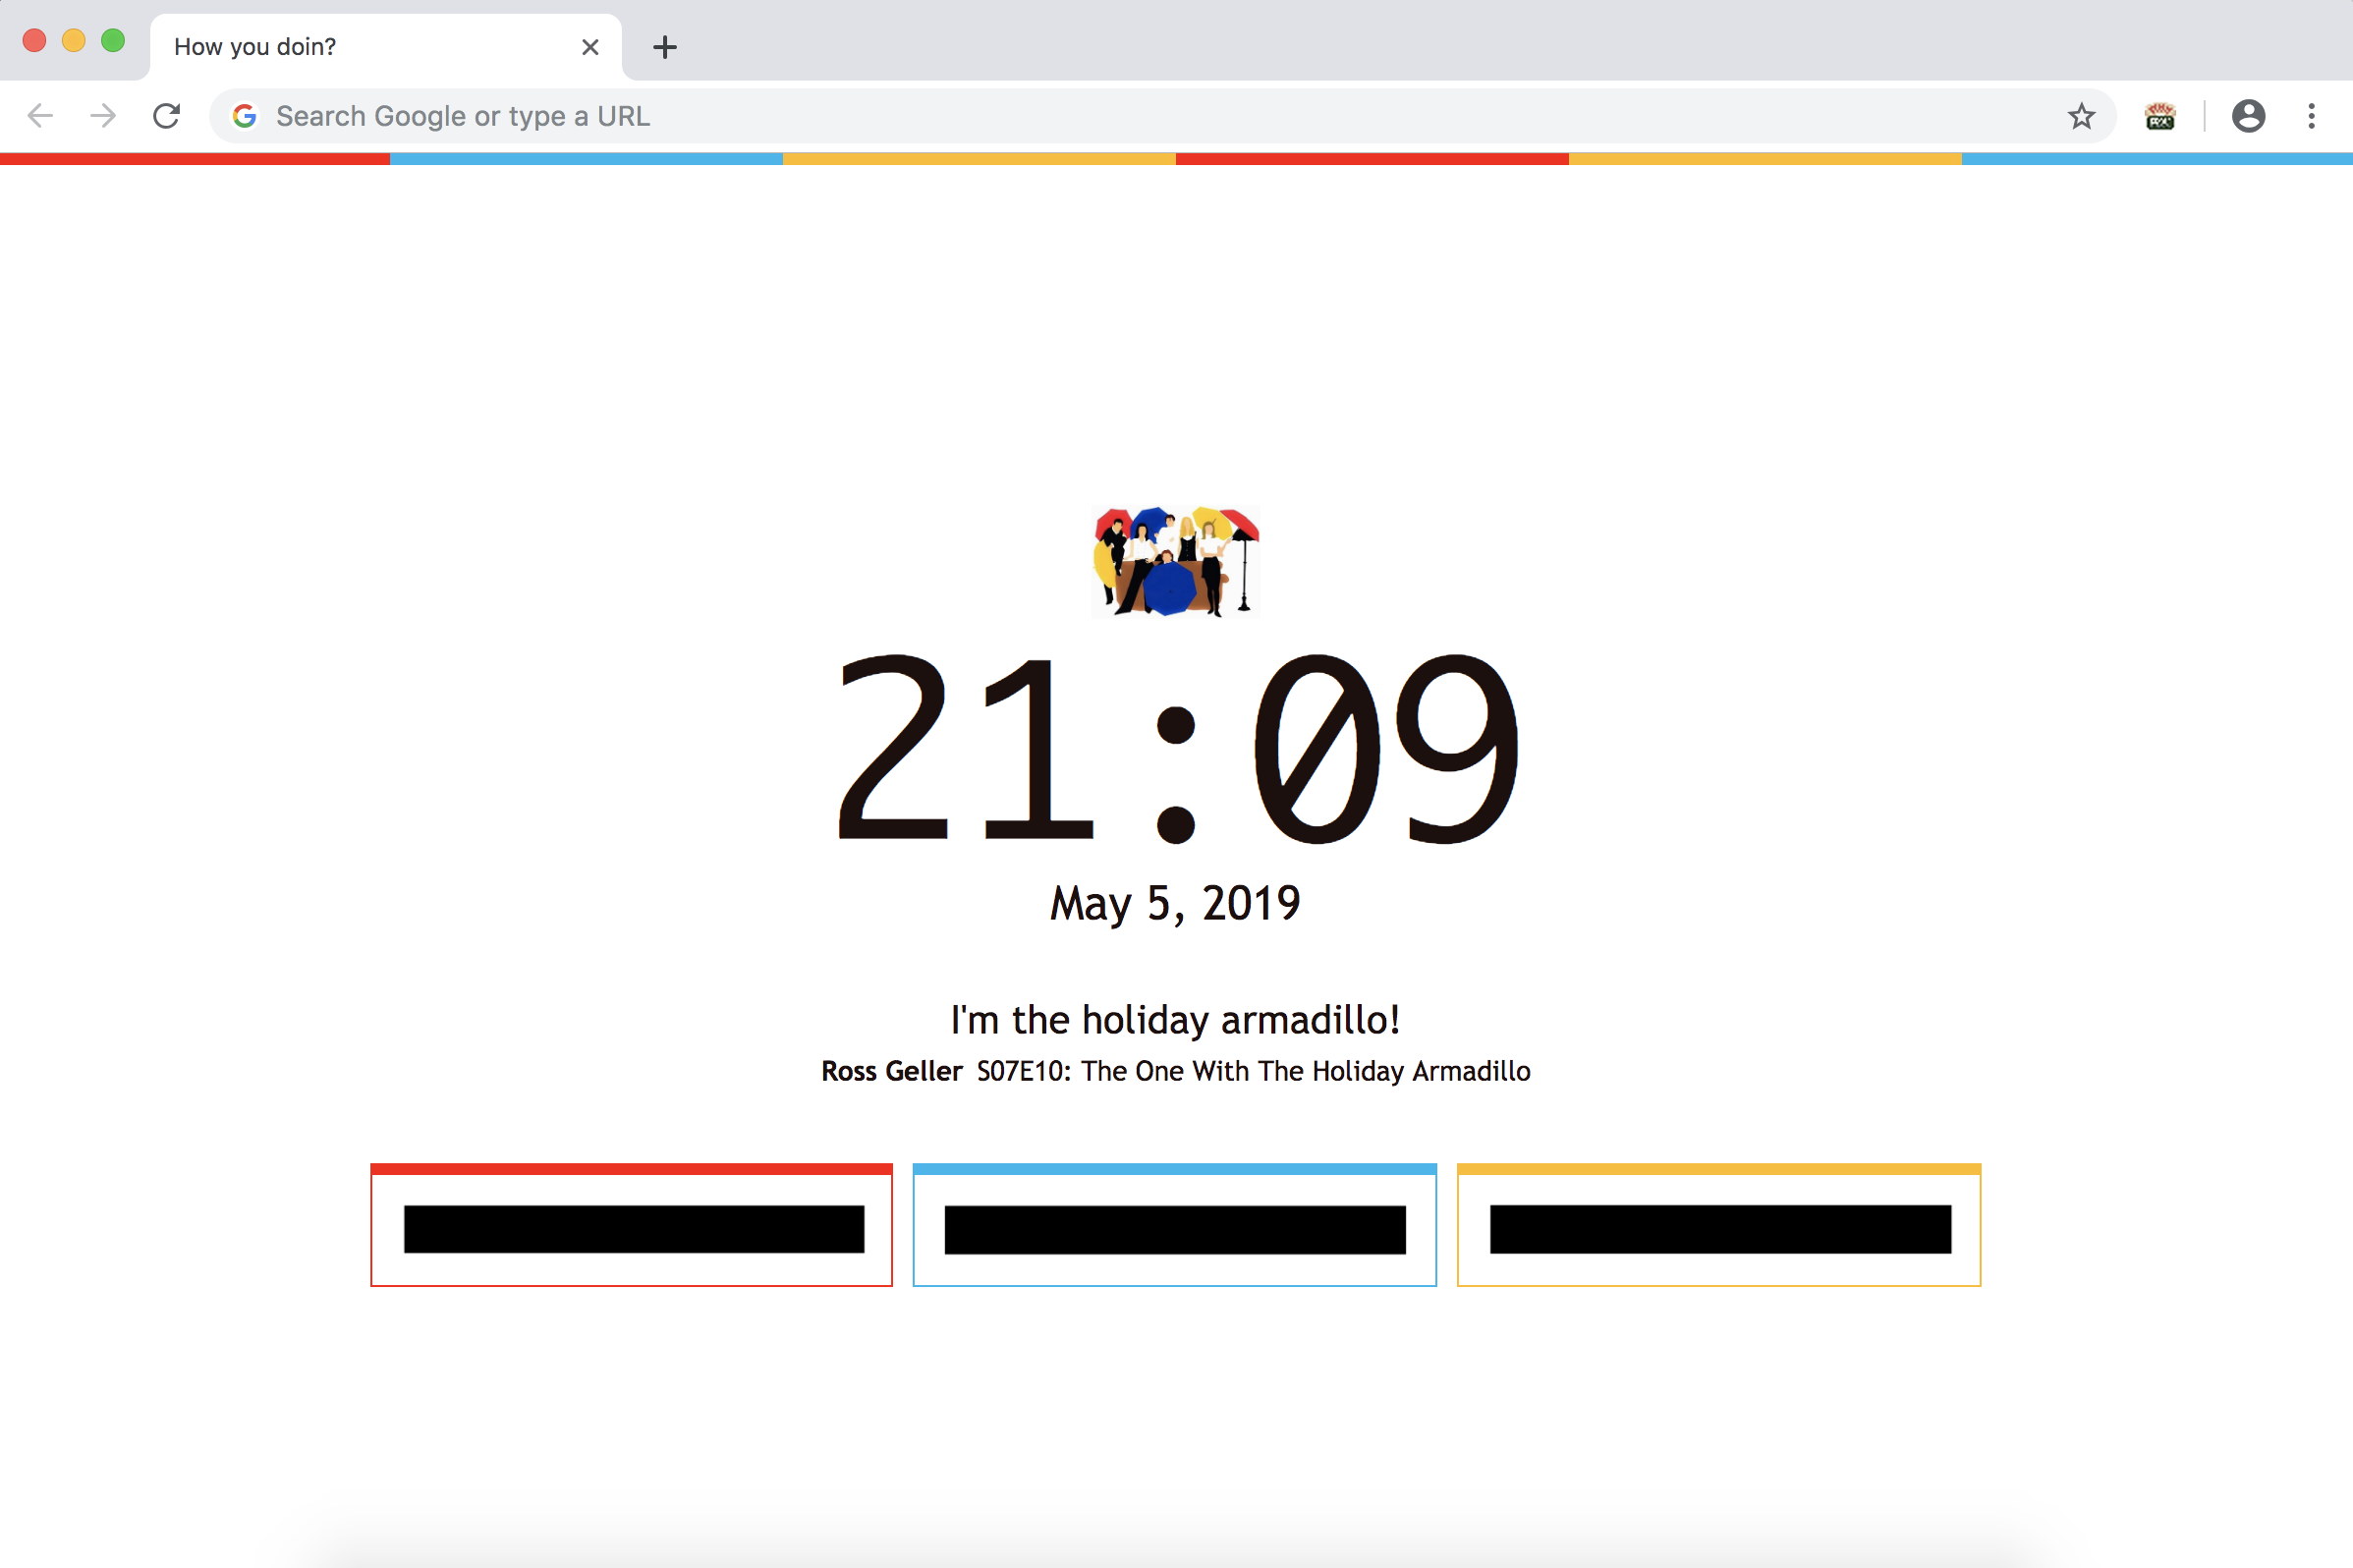 How you doin?
Search Google or type a URL
21:09
May 5, 2019
I'm the holiday armadillo!
Ross Geller S07E10: The One With The Holiday Armadillo